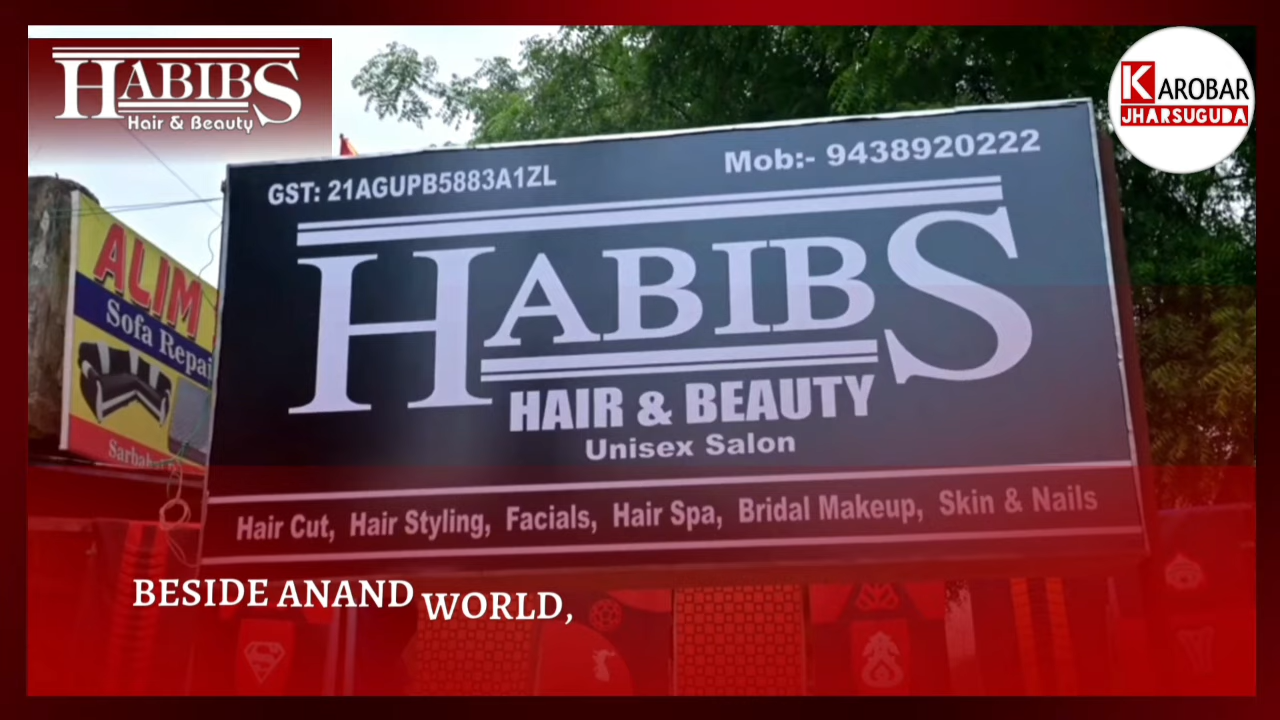 HABIBS
Hair & Beauty
KAROBAR
JHARSUGUDA
GST: 21AGUPB5883A1ZL
Mob:- 9438920222
HABIBS
HAIR & BEAUTY
Unisex Salon
Hair Cut, Hair Styling, Facials, Hair Spa, Bridal Makeup, Skin & Nails
ALIM
Sofa Repai
BESIDE ANAND WORLD,